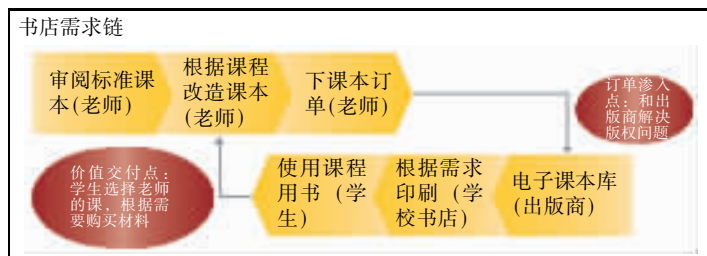 书店需求链
审阅标准课
本(老师)
根据课程
改造课本
(老师)
下课本订
单(老师)
订单渗入
点：和出
版商解决
版权问题
价值交付点：
学生选择老师
的课，根据需
要购买材料
使用课程
用书（学
生）
根据需求
印刷（学
校书店）
电子课本库
(出版商)